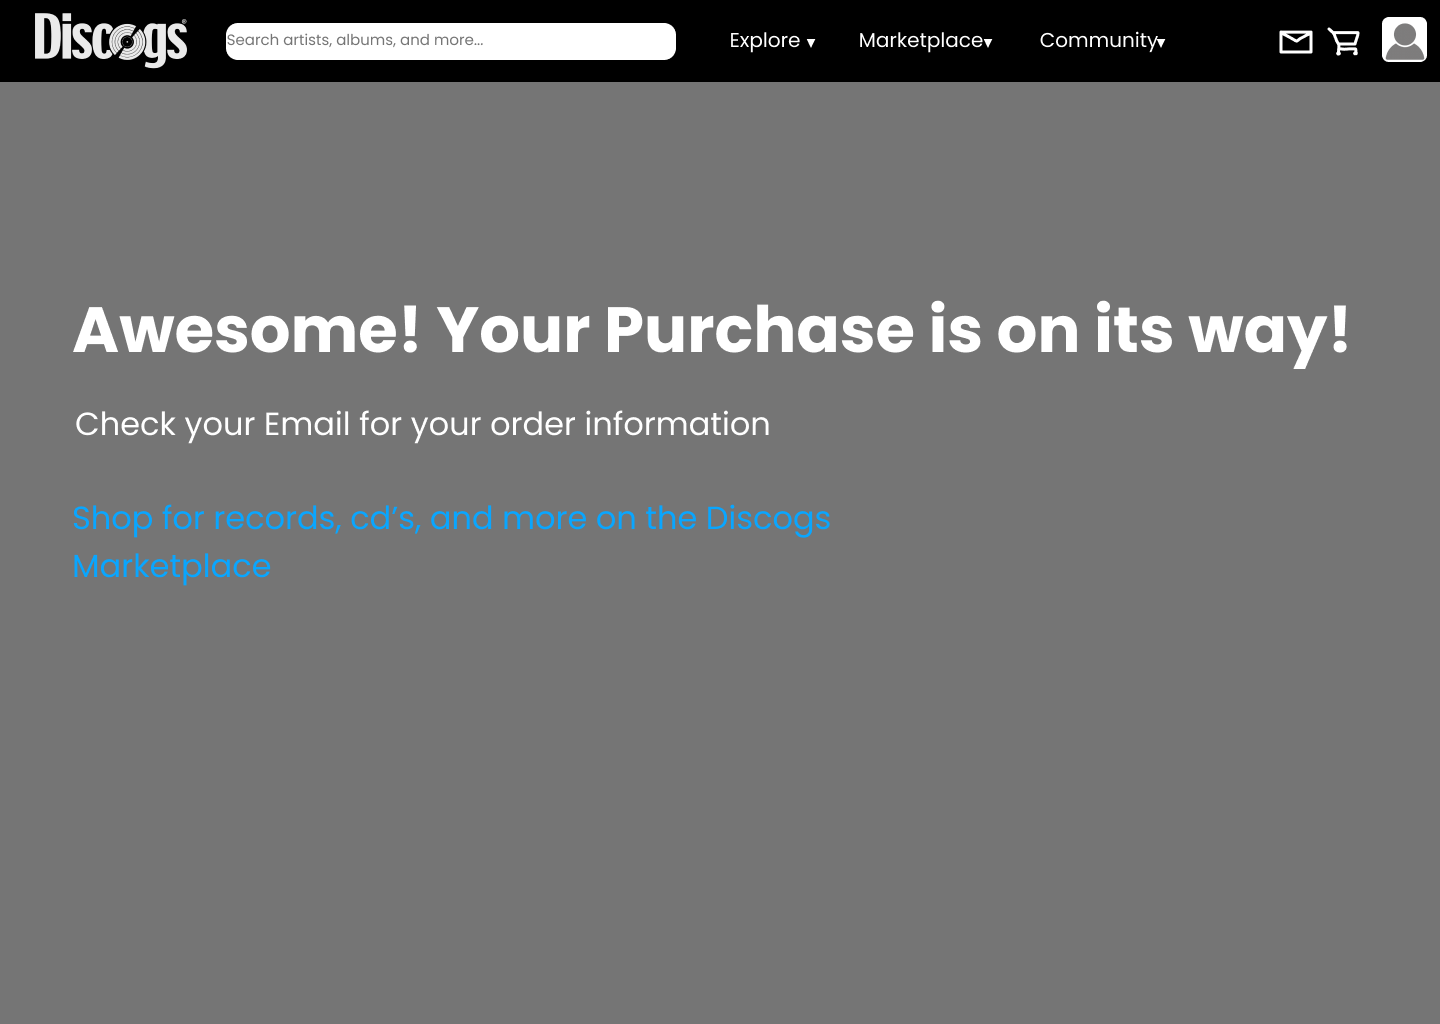 Discogs®
Search artists, albums, and more...
Explore ▾
Marketplace▾
Community▾
Awesome! Your Purchase is on its way!
Check your Email for your order information
Shop for records, cd's, and more on the Discogs
Marketplace